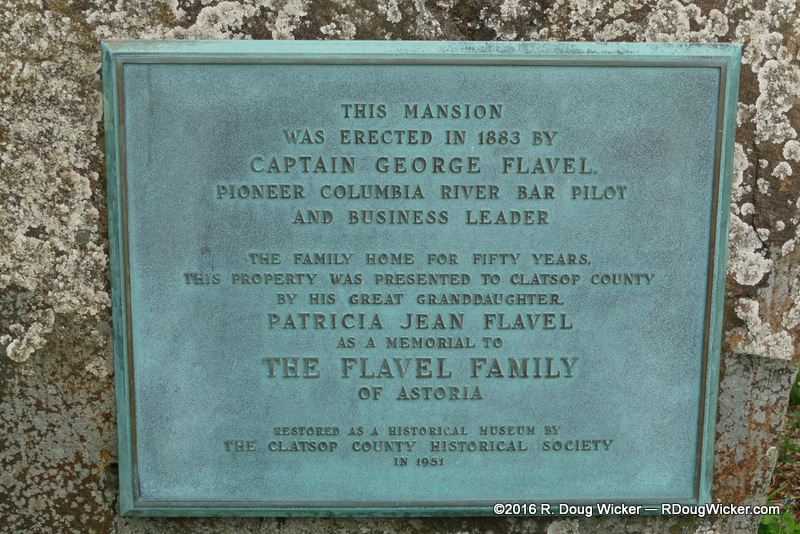 THIS MANSION
WAS ERECTED IN 1883 BY
CAPTAIN GEORGE FLAVEL,
PIONEER COLUMBIA RIVER BAR PILOT
AND BUSINESS LEADER
THE FAMILY HOME FOR FIFTY YEARS,
THIS PROPERTY WAS PRESENTED TO CLATSOP COUNTY
BY HIS GREAT GRANDDAUGHTER,
PATRICIA JEAN FLAVEL
AS A MEMORIAL TO
THE FLAVEL FAMILY
OF ASTORIA
RESTORED AS A HISTORICAL MUSEUM BY
THE CLATSOP COUNTY HISTORICAL SOCIETY
IN 1951
©2016 R. Doug Wicker — RDougWicker.com